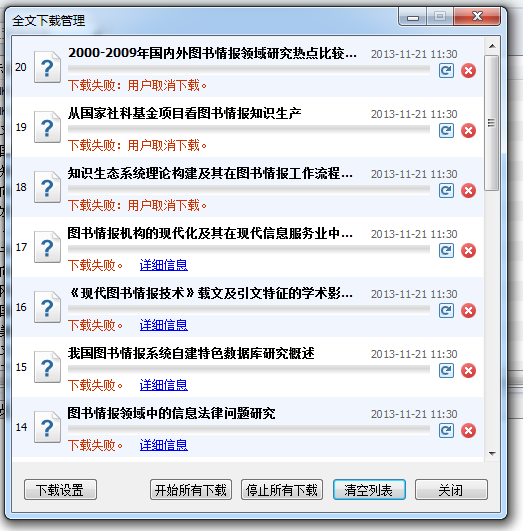 全文下载管理
20
2000-2009年国内外图书情报领域研究热点比较...
2013-11-21 11:30
下载失败：用户取消下载。
19
从国家社科基金项目看图书情报知识生产
2013-11-21 11:30
下载失败：用户取消下载。
18
知识生态系统理论构建及其在图书情报工作流程...
2013-11-21 11:30
下载失败：用户取消下载。
17
图书情报机构的现代化及其在现代信息服务业中...
2013-11-21 11:30
下载失败。 详细信息
16
《现代图书情报技术》载文及引文特征的学术影...
2013-11-21 11:30
下载失败。 详细信息
15
我国图书情报系统自建特色数据库研究概述
2013-11-21 11:30
下载失败。 详细信息
14
图书情报领域中的信息法律问题研究
2013-11-21 11:30
下载失败。 详细信息
下载设置 开始所有下载 停止所有下载 清空列表 关闭